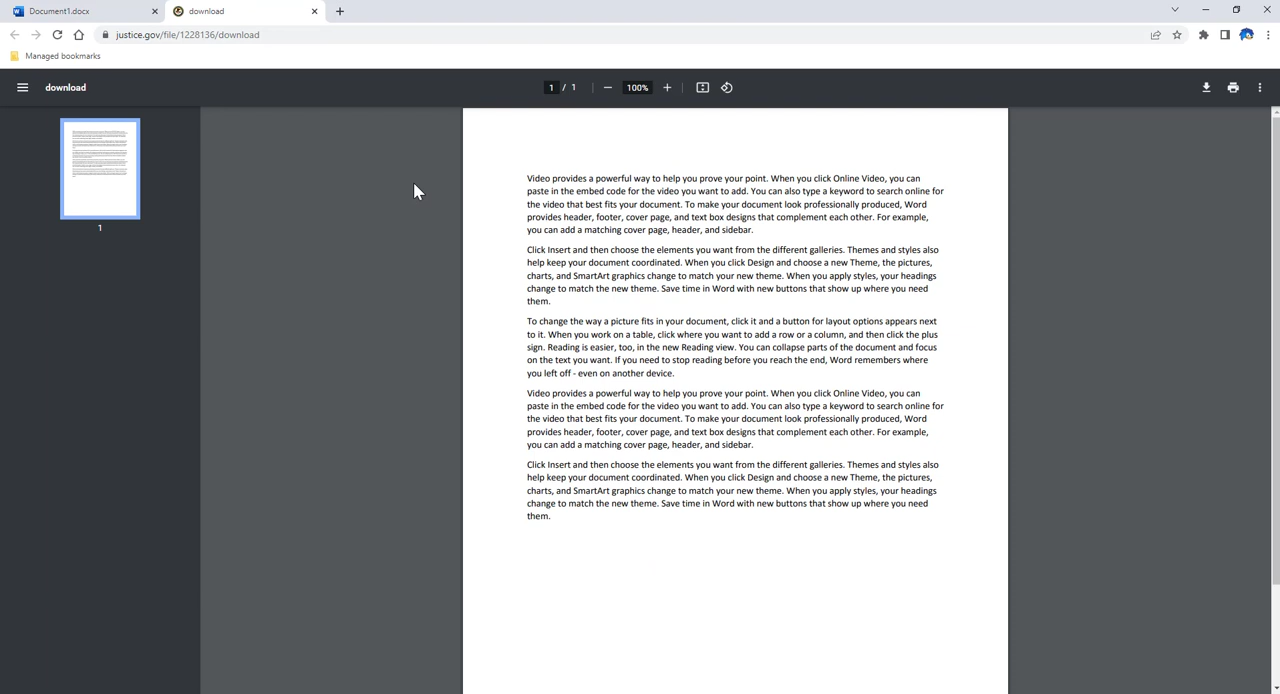 Document1.docx
download
justice.gov/file/1228136/download
Managed bookmarks
download
1 / 1
100%
1
Video provides a powerful way to help you prove your point. When you click Online Video, you can
paste in the embed code for the video you want to add. You can also type a keyword to search online for
the video that best fits your document. To make your document look professionally produced, Word
provides header, footer, cover page, and text box designs that complement each other. For example,
you can add a matching cover page, header, and sidebar.
Click Insert and then choose the elements you want from the different galleries. Themes and styles also
help keep your document coordinated. When you click Design and choose a new Theme, the pictures,
charts, and SmartArt graphics change to match your new theme. When you apply styles, your headings
change to match the new theme. Save time in Word with new buttons that show up where you need
them.
To change the way a picture fits in your document, click it and a button for layout options appears next
to it. When you work on a table, click where you want to add a row or a column, and then click the plus
sign. Reading is easier, too, in the new Reading view. You can collapse parts of the document and focus
on the text you want. If you need to stop reading before you reach the end, Word remembers where
you left off - even on another device.
Video provides a powerful way to help you prove your point. When you click Online Video, you can
paste in the embed code for the video you want to add. You can also type a keyword to search online for
the video that best fits your document. To make your document look professionally produced, Word
provides header, footer, cover page, and text box designs that complement each other. For example,
you can add a matching cover page, header, and sidebar.
Click Insert and then choose the elements you want from the different galleries. Themes and styles also
help keep your document coordinated. When you click Design and choose a new Theme, the pictures,
charts, and SmartArt graphics change to match your new theme. When you apply styles, your headings
change to match the new theme. Save time in Word with new buttons that show up where you need
them.